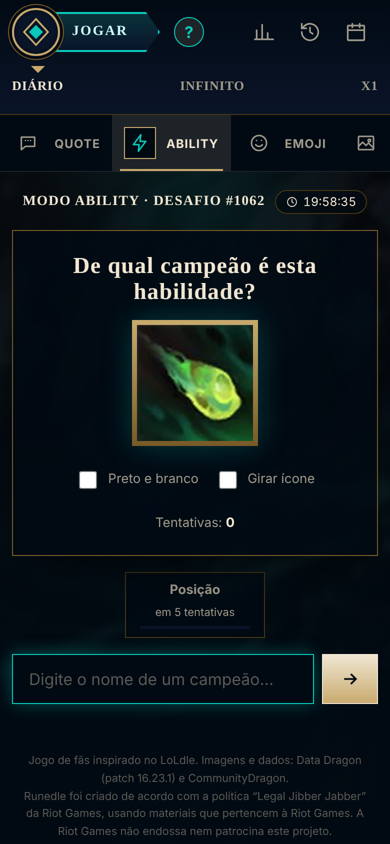 JOGAR
?
DIÁRIO INFINITO X1
QUOTE ABILITY EMOJI
MODO ABILITY · DESAFIO #1062 19:58:35
De qual campeão é esta
habilidade?
Preto e branco Girar ícone
Tentativas: 0
Posição
em 5 tentativas
Digite o nome de um campeão...
Jogo de fãs inspirado no LoLdle. Imagens e dados: Data Dragon
(patch 16.23.1) e CommunityDragon.
Runedle foi criado de acordo com a política “Legal Jibber Jabber”
da Riot Games, usando materiais que pertencem à Riot Games. A
Riot Games não endossa nem patrocina este projeto.